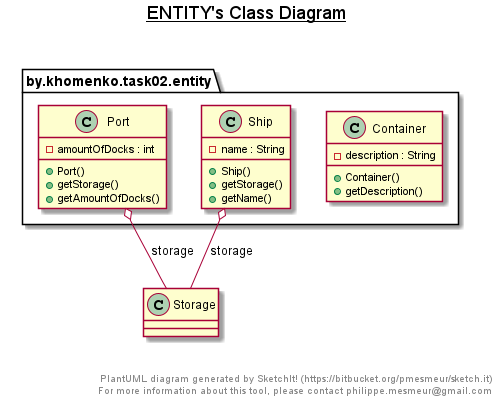 ENTITY's Class Diagram
by.khomenko.task02.entity
C Port
amountOfDocks : int
Port()
getStorage()
getAmountOfDocks()
C Ship
name : String
Ship()
getStorage()
getName()
C Container
description : String
Container()
getDescription()
storage
storage
C Storage
PlantUML diagram generated by SketchIt! (https://bitbucket.org/pmesmeur/sketch.it)
For more information about this tool, please contact philippe.mesmeur@gmail.com